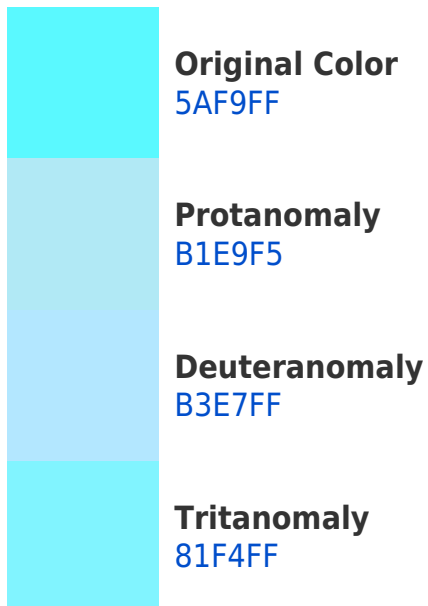 Original Color
5AF9FF
Protanomaly
B1E9F5
Deuteranomaly
B3E7FF
Tritanomaly
81F4FF